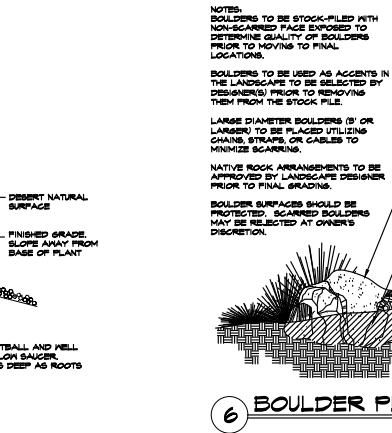 NOTES:
BOULDERS TO BE STOCK-PILED WITH
NON-SCARRED FACE EXPOSED TO
DETERMINE QUALITY OF BOULDERS
PRIOR TO MOVING TO FINAL
LOCATIONS.
BOULDERS TO BE USED AS ACCENTS IN
THE LANDSCAPE TO BE SELECTED BY
DESIGNER(S) PRIOR TO REMOVING
THEM FROM THE STOCK PILE.
LARGE DIAMETER BOULDERS (3' OR
LARGER) TO BE PLACED UTILIZING
CHAINS, STRAPS, OR CABLES TO
MINIMIZE SCARRING.
NATIVE ROCK ARRANGEMENTS TO BE
APPROVED BY LANDSCAPE DESIGNER
PRIOR TO FINAL GRADING.
BOULDER SURFACES SHOULD BE
PROTECTED. SCARRED BOULDERS
MAY BE REJECTED AT OWNER'S
DISCRETION.
DESERT NATURAL
SURFACE
FINISHED GRADE.
SLOPE AWAY FROM
BASE OF PLANT
TBALL AND WELL
LOW SAUCER.
S DEEP AS ROOTS
6 BOULDER P